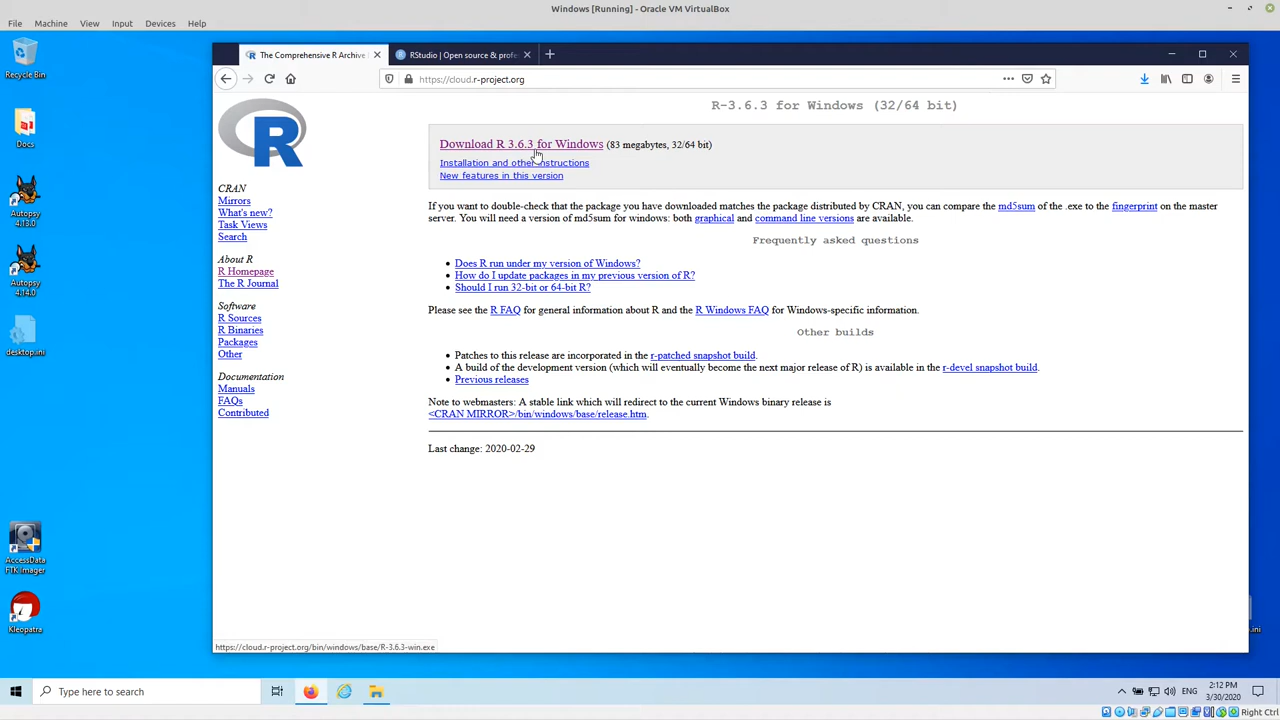 Windows [Running] - Oracle VM VirtualBox
File Machine View Input Devices Help
Recycle Bin
Docs
Autopsy 4.13.0
Autopsy 4.14.0
desktop.ini
AccessData FTK Imager
Kleopatra
The Comprehensive R Archive
RStudio | Open source & profe
https://cloud.r-project.org
R
CRAN
Mirrors
What's new?
Task Views
Search
About R
R Homepage
The R Journal
Software
R Sources
R Binaries
Packages
Other
Documentation
Manuals
FAQs
Contributed
R-3.6.3 for Windows (32/64 bit)
Download R 3.6.3 for Windows (83 megabytes, 32/64 bit)
Installation and other instructions
New features in this version
If you want to double-check that the package you have downloaded matches the package distributed by CRAN, you can compare the md5sum of the .exe to the fingerprint on the master
server. You will need a version of md5sum for windows: both graphical and command line versions are available.
Frequently asked questions
• Does R run under my version of Windows?
• How do I update packages in my previous version of R?
• Should I run 32-bit or 64-bit R?
Please see the R FAQ for general information about R and the R Windows FAQ for Windows-specific information.
Other builds
• Patches to this release are incorporated in the r-patched snapshot build.
• A build of the development version (which will eventually become the next major release of R) is available in the r-devel snapshot build.
• Previous releases
Note to webmasters: A stable link which will redirect to the current Windows binary release is
<CRAN MIRROR>/bin/windows/base/release.htm.
Last change: 2020-02-29
https://cloud.r-project.org/bin/windows/base/R-3.6.3-win.exe
Type here to search
ENG
2:12 PM
3/30/2020
Right Ctrl